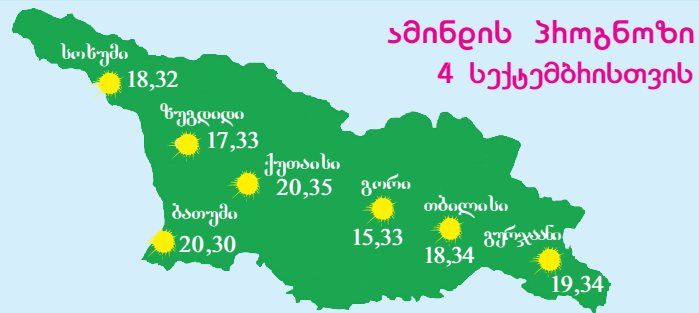 ამინდის პროგნოზი
4 სექტემბრისთვის
სოხუმი
18,32
ზუგდიდი
17,33
ქუთაისი
20,35
გორი
15,33
თბილისი
18,34
ბათუმი
20,30
გურჯაანი
19,34